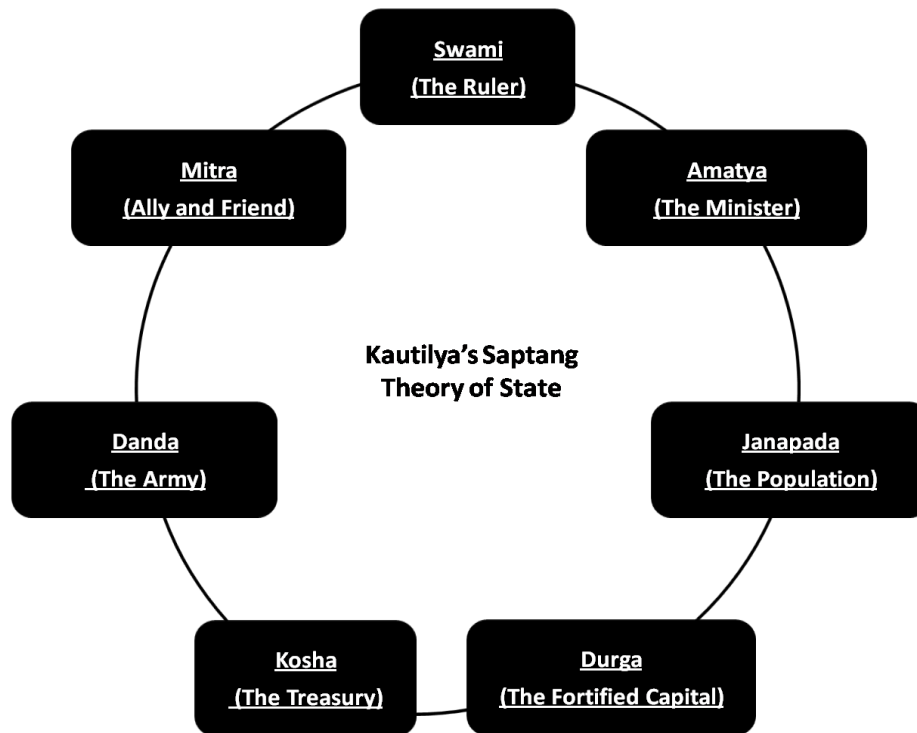 Swami
(The Ruler)
Mitra
(Ally and Friend)
Amatya
(The Minister)
Kautilya’s Saptang
Theory of State
Danda
(The Army)
Janapada
(The Population)
Kosha
(The Treasury)
Durga
(The Fortified Capital)